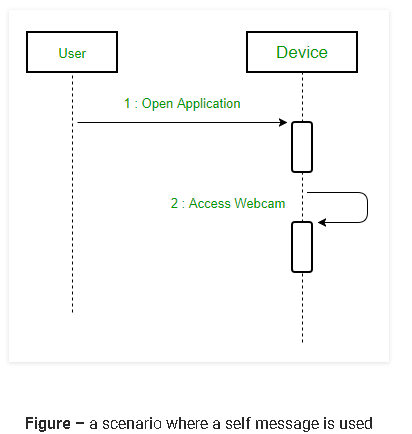 User
Device
1 : Open Application
2 : Access Webcam
Figure – a scenario where a self message is used